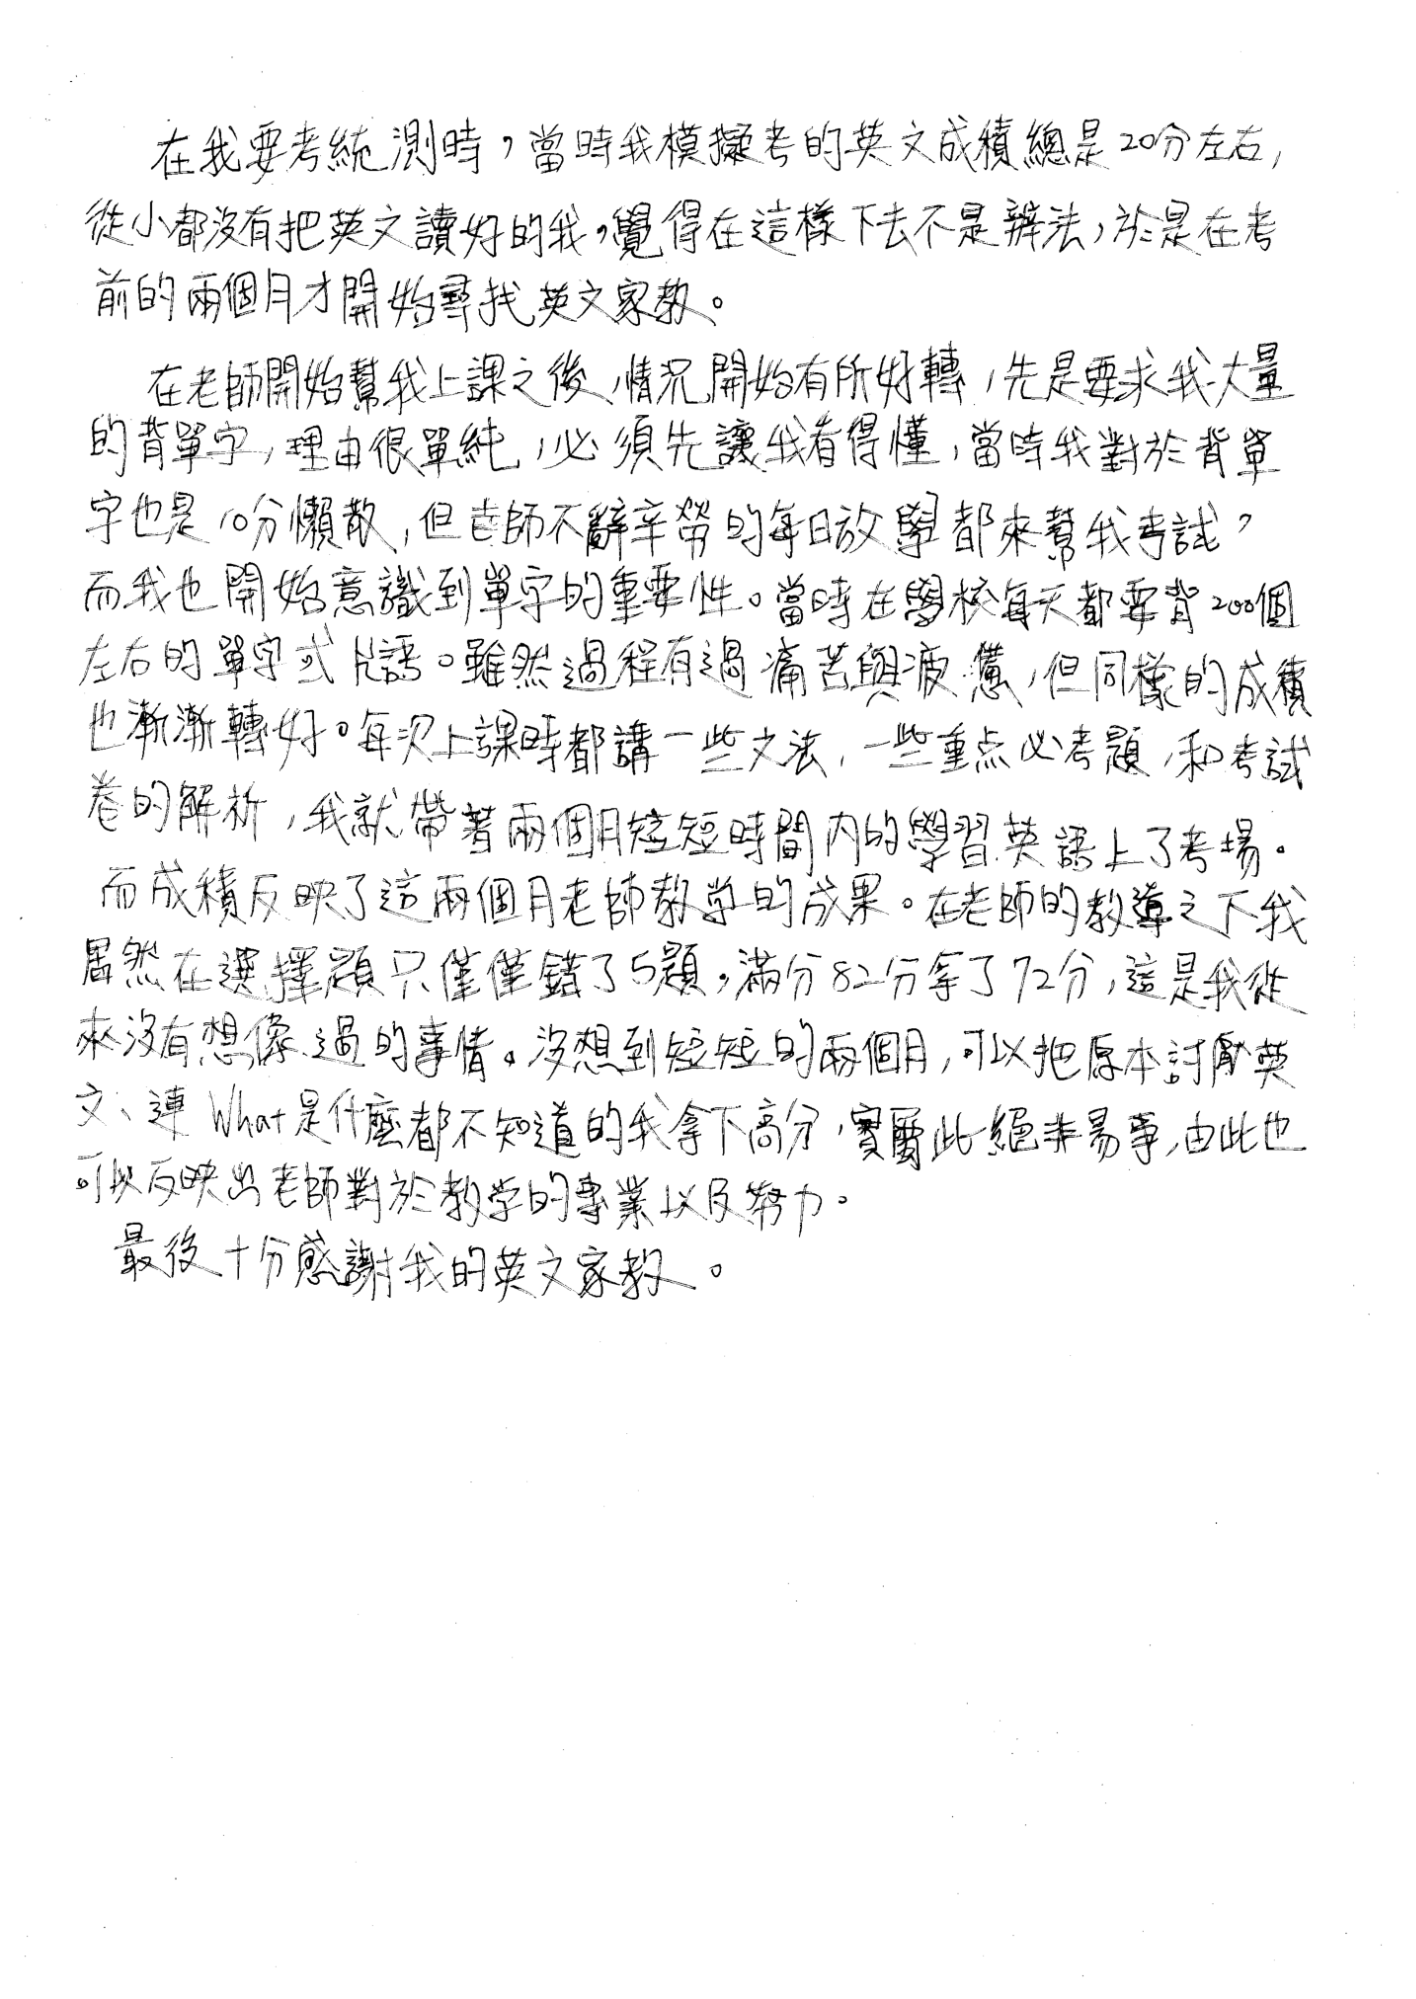 在我要考統測時，當時我模擬考的英文成積總是20分左右，
從小都沒有把英文讀好的我，覺得在這樣下去不是辦法，於是在考
前的兩個月才開始尋找英文家教。
在老師開始幫我上課之後，情況開始有所好轉，先是要求我大量
的背單字，理由很單純，必須先讓我看得懂，當時我對於背單
字也是10分懶散，但老師不辭辛勞的每日放學都來幫我考試，
而我也開始意識到單字的重要性。當時在學校每天都要背200個
左右的單字或片語。雖然過程有過痛苦與疲憊，但同樣的成積
也漸漸轉好。每次上課時都講一些文法，一些重点必考題，和考試
卷的解析，我就帶著兩個月短短時間內的學習英語上了考場。
而成積反映了這兩個月老師教学的成果。在老師的教導之下我
居然在選擇題只僅僅錯了5題，滿分82分拿了72分，這是我從
來沒有想像過的事情。沒想到短短的兩個月，可以把原本討厭英
文、連What是什麼都不知道的我拿下高分，實屬此絕非易事，由此也
可以反映出老師對於教学的專業以及努力。
最後十分感謝我的英文家教。